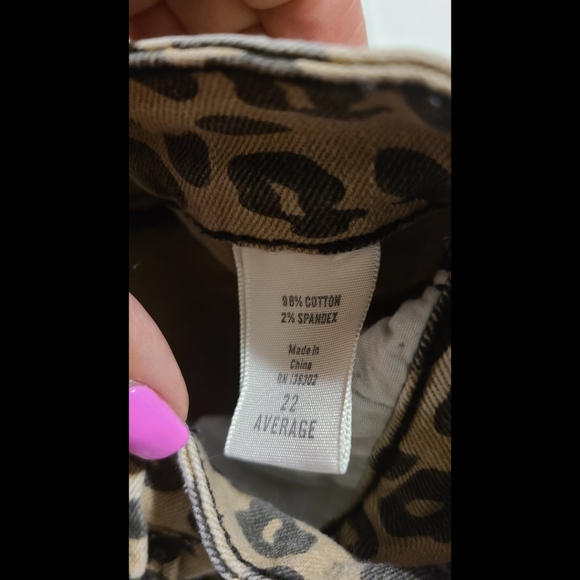 98% COTTON
2% SPANDEX
Made in
China
RN 139302
22
AVERAGE